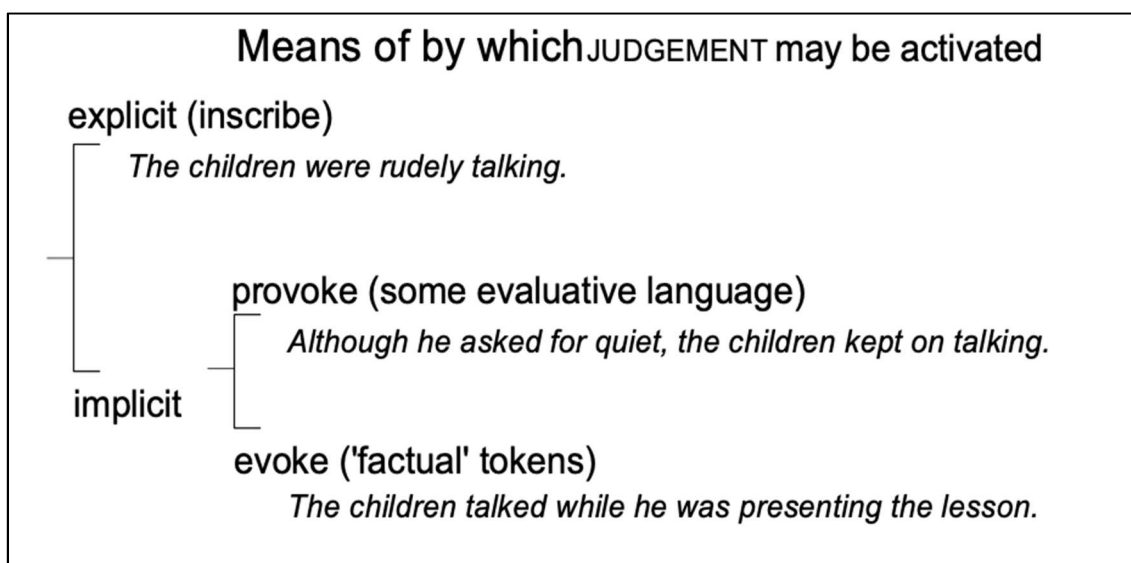 Means of by which JUDGEMENT may be activated
explicit (inscribe)
The children were rudely talking.
provoke (some evaluative language)
Although he asked for quiet, the children kept on talking.
implicit
evoke ('factual' tokens)
The children talked while he was presenting the lesson.